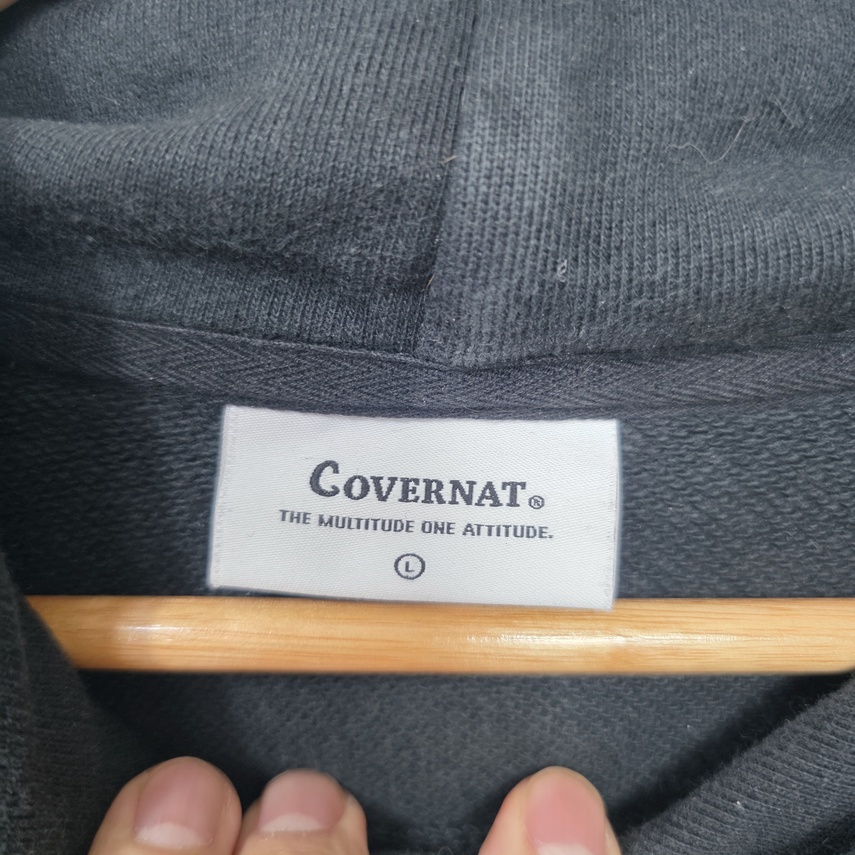 COVERNAT®
THE MULTITUDE ONE ATTITUDE.
L